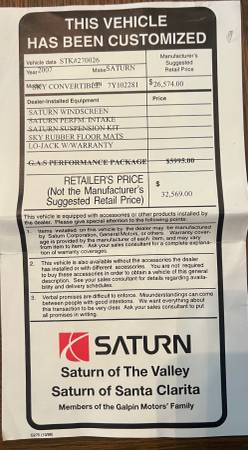 THIS VEHICLE
HAS BEEN CUSTOMIZED
Vehicle data STK#270026
Manufacturer's
Suggested
Retail Price
Year 2007 Make SATURN
SKY CONVERTIBLE 7Y102281 $26,574.00
Dealer-Installed Equipment Price
SATURN WINDSCREEN
SATURN PERFM. INTAKE
SATURN SUSPENSION KIT
SKY RUBBER FLOOR MATS
LO-JACK W/WARRANTY
G.A.S PERFORMANCE PACKAGE $5995.00
RETAILER'S PRICE
(Not the Manufacturer's
Suggested Retail Price)
$
32,569.00
This vehicle is equipped with accessories or other products installed by
the dealer. Please give special attention to the following points:
1. Items installed on this vehicle by the dealer may be manufactured
by Saturn Corporation, General Motors, or others. Warranty cover-
age is provided by the manufacturer of each item, and may vary
from item to item. Ask your sales consultant for a complete explana-
tion of warranty coverages.
2. This vehicle is also available without the accessories the dealer
has installed or with different accessories. You are not required
to buy these accessories in order to obtain a vehicle of this general
description. See your sales consultant for details regarding availa-
bility and delivery schedules.
3. Verbal promises are difficult to enforce. Misunderstandings can come
between people with good intentions. We want everything about
this transaction to be very clear. Ask your sales consultant to put
all promises in writing.
SATURN
Saturn of The Valley
Saturn of Santa Clarita
Members of the Galpin Motors' Family